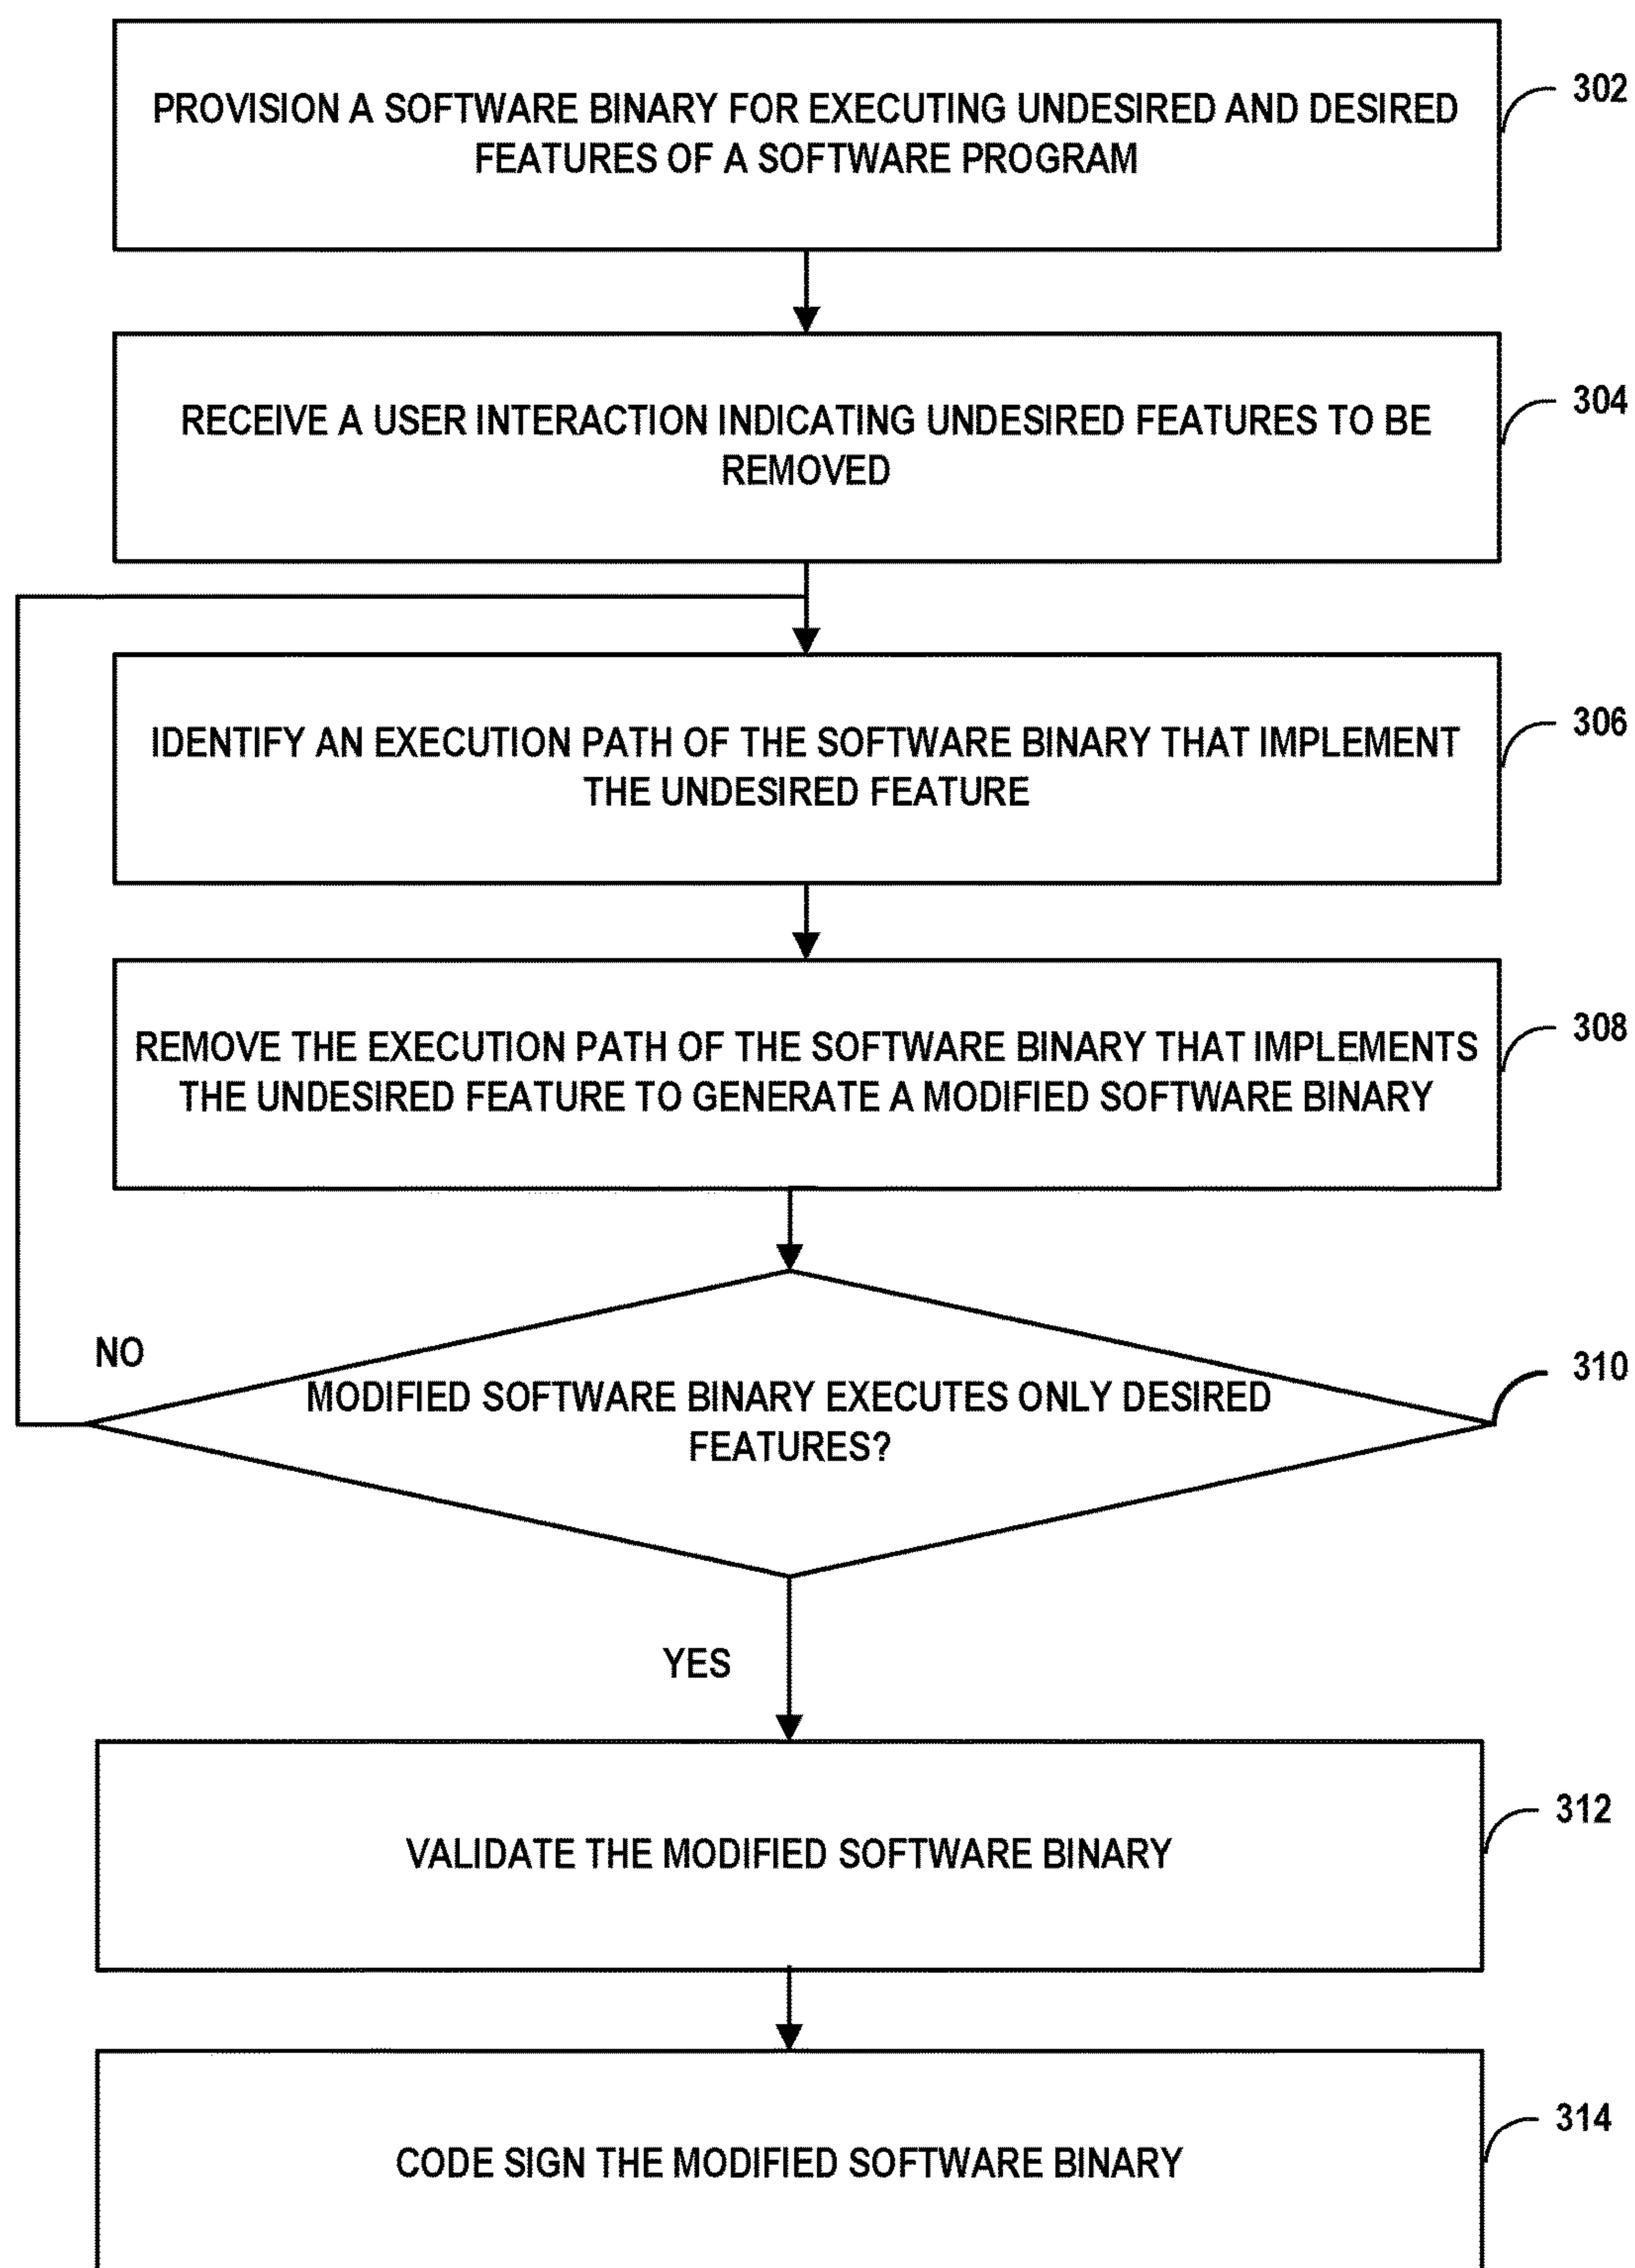 PROVISION A SOFTWARE BINARY FOR EXECUTING UNDESIRED AND DESIRED
FEATURES OF A SOFTWARE PROGRAM
302
RECEIVE A USER INTERACTION INDICATING UNDESIRED FEATURES TO BE
REMOVED
304
IDENTIFY AN EXECUTION PATH OF THE SOFTWARE BINARY THAT IMPLEMENT
THE UNDESIRED FEATURE
306
REMOVE THE EXECUTION PATH OF THE SOFTWARE BINARY THAT IMPLEMENTS
THE UNDESIRED FEATURE TO GENERATE A MODIFIED SOFTWARE BINARY
308
NO
MODIFIED SOFTWARE BINARY EXECUTES ONLY DESIRED
FEATURES?
310
YES
VALIDATE THE MODIFIED SOFTWARE BINARY
312
CODE SIGN THE MODIFIED SOFTWARE BINARY
314